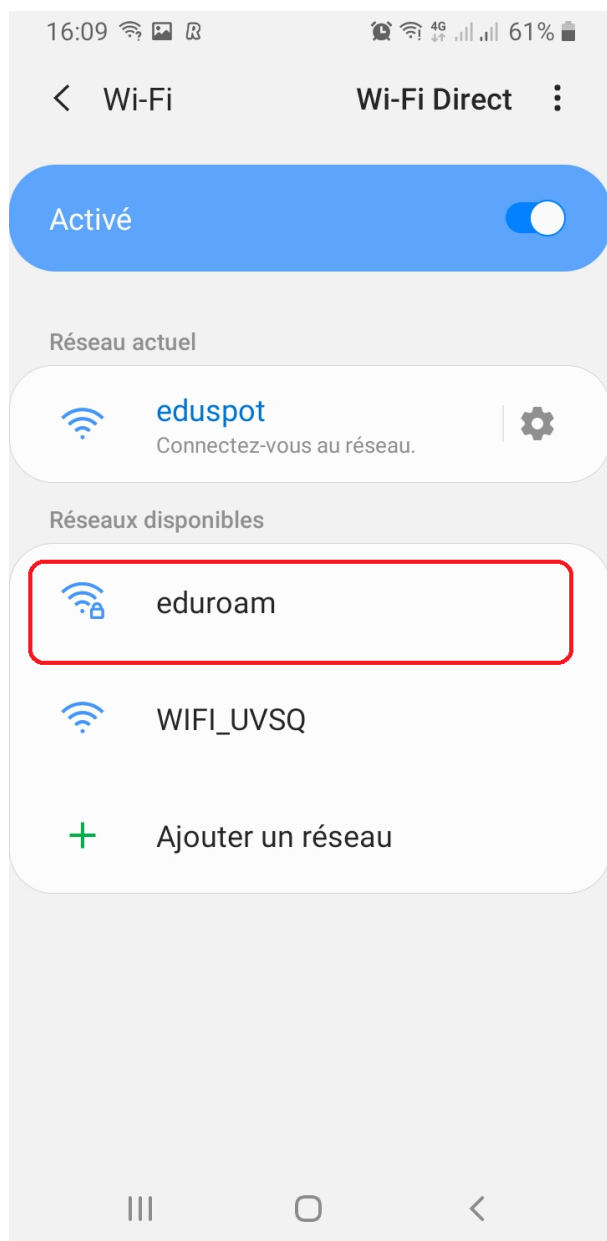 16:09 4G 61%
Wi-Fi Wi-Fi Direct
Activé
Réseau actuel
eduspot
Connectez-vous au réseau.
Réseaux disponibles
eduroam
WIFI_UVSQ
Ajouter un réseau